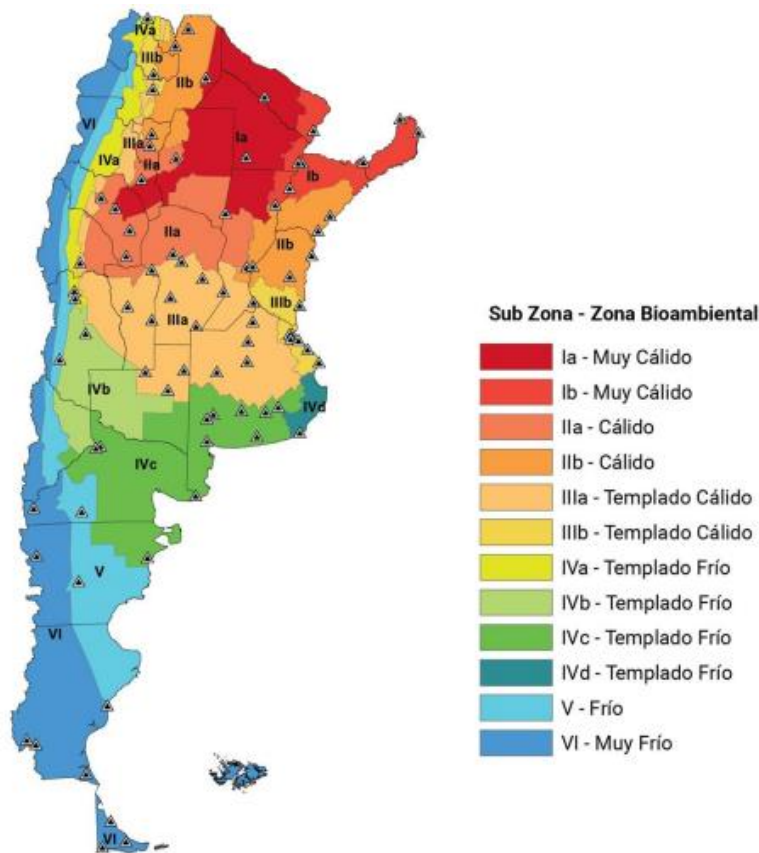 IVa
IIIb
IIb
VI
Ia
IIIa
IVa
IIa
Ib
IIa
IIb
IIIb
IIIa
IVb
IVd
IVc
V
VI
VI
Sub Zona - Zona Bioambiental
Ia - Muy Cálido
Ib - Muy Cálido
IIa - Cálido
IIb - Cálido
IIIa - Templado Cálido
IIIb - Templado Cálido
IVa - Templado Frío
IVb - Templado Frío
IVc - Templado Frío
IVd - Templado Frío
V - Frío
VI - Muy Frío